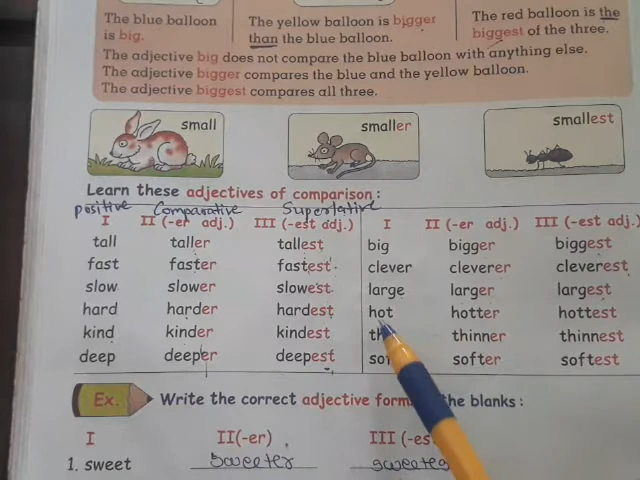 The blue balloon is big.
The yellow balloon is bigger than the blue balloon.
The red balloon is the biggest of the three.
The adjective big does not compare the blue balloon with anything else.
The adjective bigger compares the blue and the yellow balloon.
The adjective biggest compares all three.
small smaller smallest
Learn these adjectives of comparison:
positive Comparative Superlative
I II (-er adj.) III (-est adj.) I II (-er adj.) III (-est adj.)
tall taller tallest big bigger biggest
fast faster fastest clever cleverer cleverest
slow slower slowest large larger largest
hard harder hardest hot hotter hottest
kind kinder kindest thinner thinnest
deep deeper deepest softer softest
Ex. Write the correct adjective the blanks:
I II(-er) III
1. sweet sweeter